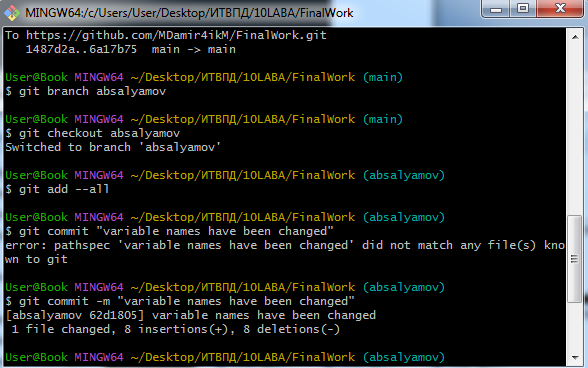 MINGW64:/c/Users/User/Desktop/ИТВПД/10LABA/FinalWork
To https://github.com/MDamir4ikM/FinalWork.git
1487d2a..6a17b75  main -> main
User@Book MINGW64 ~/Desktop/ИТВПД/10LABA/FinalWork (main)
$ git branch absalyamov
User@Book MINGW64 ~/Desktop/ИТВПД/10LABA/FinalWork (main)
$ git checkout absalyamov
Switched to branch 'absalyamov'
User@Book MINGW64 ~/Desktop/ИТВПД/10LABA/FinalWork (absalyamov)
$ git add --all
User@Book MINGW64 ~/Desktop/ИТВПД/10LABA/FinalWork (absalyamov)
$ git commit "variable names have been changed"
error: pathspec 'variable names have been changed' did not match any file(s) kno
wn to git
User@Book MINGW64 ~/Desktop/ИТВПД/10LABA/FinalWork (absalyamov)
$ git commit -m "variable names have been changed"
[absalyamov 62d1805] variable names have been changed
1 file changed, 8 insertions(+), 8 deletions(-)
User@Book MINGW64 ~/Desktop/ИТВПД/10LABA/FinalWork (absalyamov)